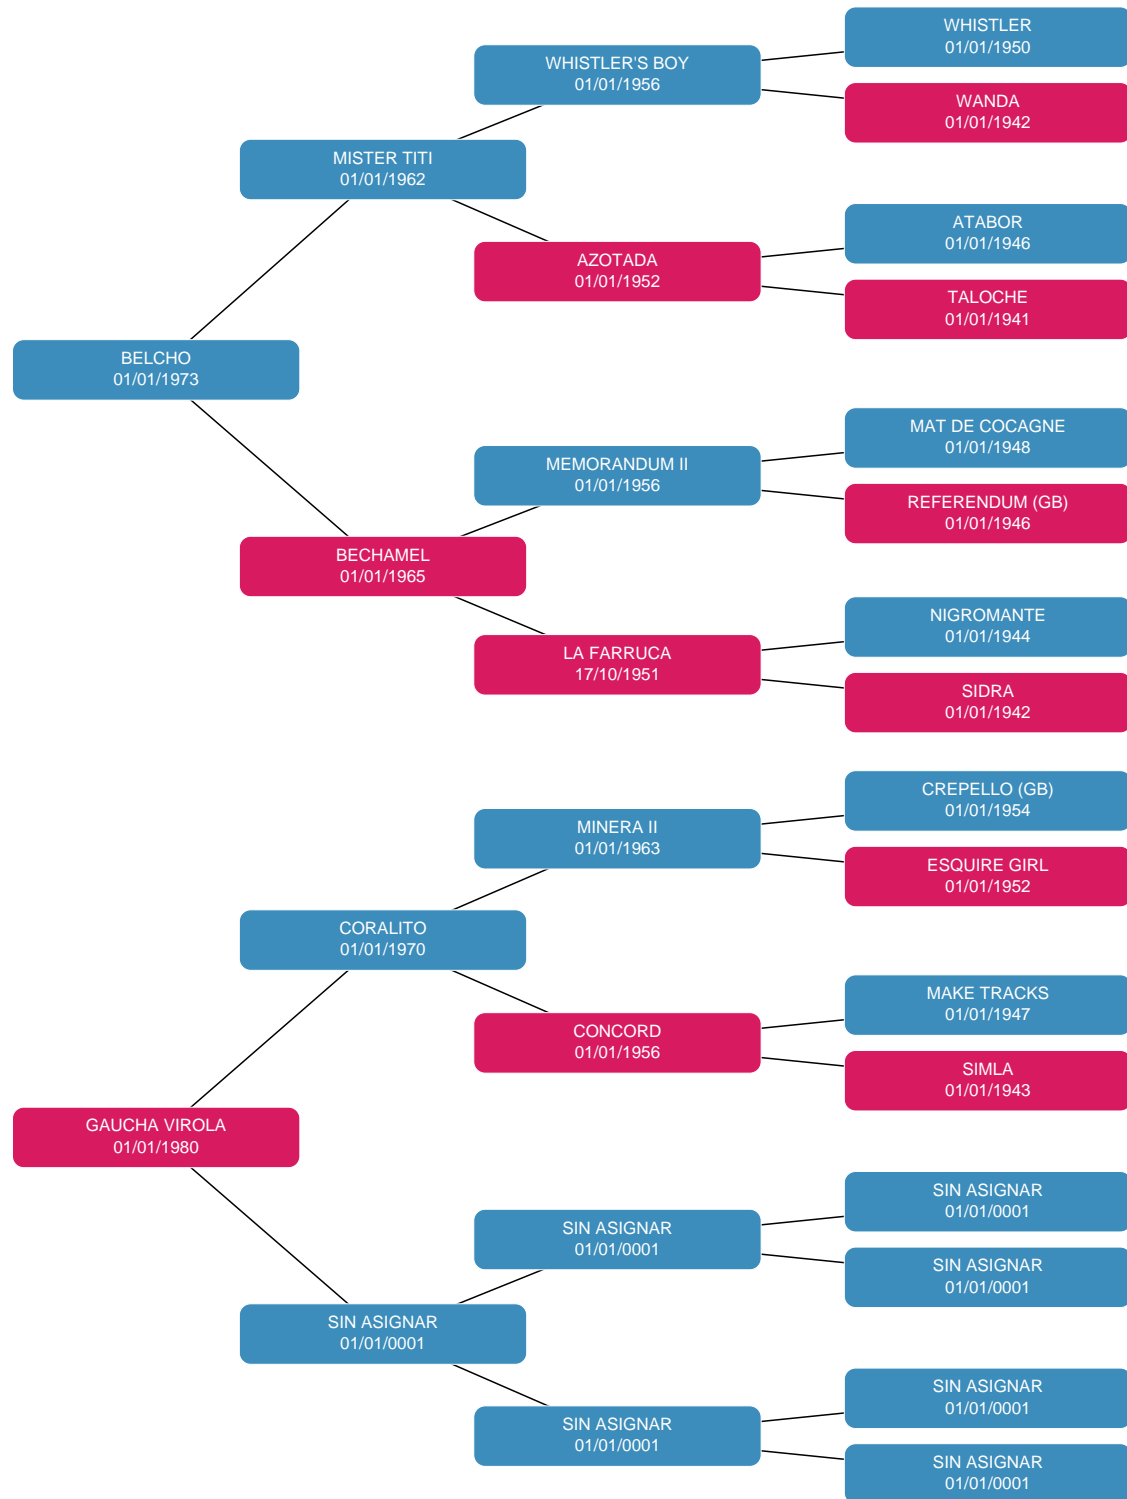 WHISTLER
01/01/1950
WHISTLER'S BOY
01/01/1956
WANDA
01/01/1942
MISTER TITI
01/01/1962
ATABOR
01/01/1946
AZOTADA
01/01/1952
TALOCHE
01/01/1941
BELCHO
01/01/1973
MAT DE COCAGNE
01/01/1948
MEMORANDUM II
01/01/1956
REFERENDUM (GB)
01/01/1946
BECHAMEL
01/01/1965
NIGROMANTE
01/01/1944
LA FARRUCA
17/10/1951
SIDRA
01/01/1942
CREPELLO (GB)
01/01/1954
MINERA II
01/01/1963
ESQUIRE GIRL
01/01/1952
CORALITO
01/01/1970
MAKE TRACKS
01/01/1947
CONCORD
01/01/1956
SIMLA
01/01/1943
GAUCHA VIROLA
01/01/1980
SIN ASIGNAR
01/01/0001
SIN ASIGNAR
01/01/0001
SIN ASIGNAR
01/01/0001
SIN ASIGNAR
01/01/0001
SIN ASIGNAR
01/01/0001
SIN ASIGNAR
01/01/0001
SIN ASIGNAR
01/01/0001